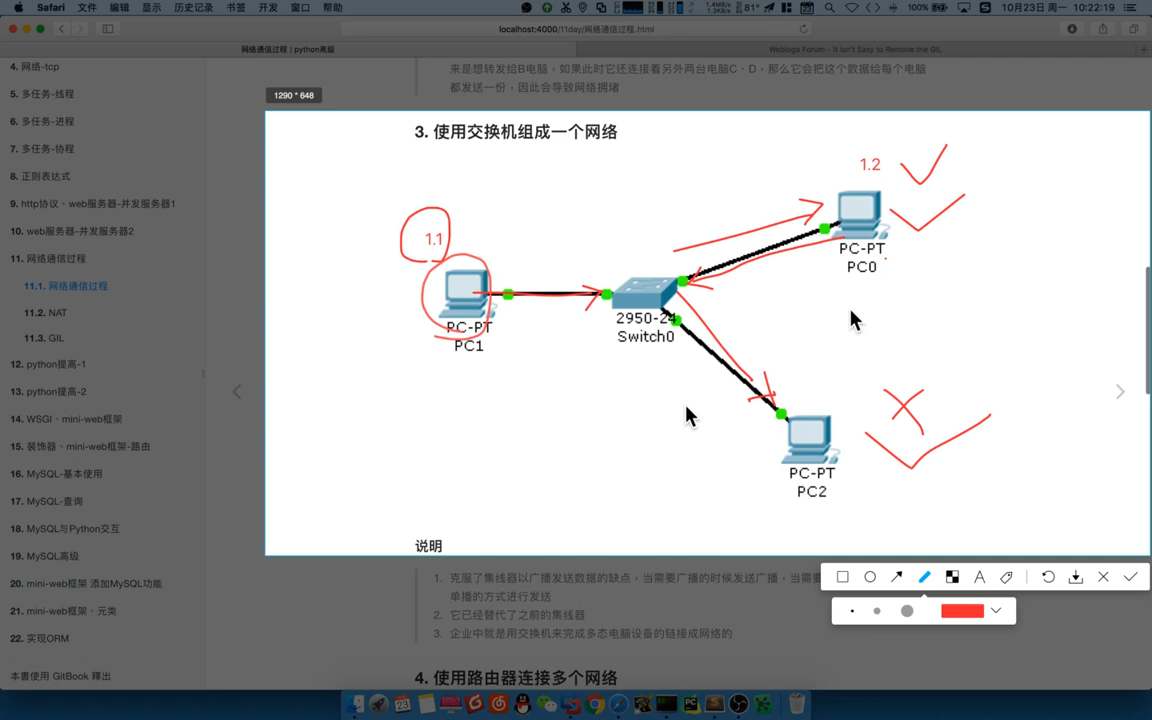 Safari 文件 编辑 显示 历史记录 书签 开发 窗口 帮助
1.4MB/s
1.3KB/s
81°
100%
10月23日 周一 10:22:19
localhost:4000/11day/网络通信过程.html
网络通信过程 | python高级
Weblogs Forum - It isn't Easy to Remove the GIL
4. 网络-tcp
5. 多任务-线程
6. 多任务-进程
7. 多任务-协程
8. 正则表达式
9. http协议、web服务器-并发服务器1
10. web服务器-并发服务器2
11. 网络通信过程
11.1. 网络通信过程
11.2. NAT
11.3. GIL
12. python提高-1
13. python提高-2
14. WSGI、mini-web框架
15. 装饰器、mini-web框架-路由
16. MySQL-基本使用
17. MySQL-查询
18. MySQL与Python交互
19. MySQL高级
20. mini-web框架 添加MySQL功能
21. mini-web框架、元类
22. 实现ORM
本書使用 GitBook 釋出
来是想转发给B电脑，如果此时它还连接着另外两台电脑C、D，那么它会把这个数据给每个电脑
都发送一份，因此会导致网络拥堵
1290 * 648
3. 使用交换机组成一个网络
1.2
1.1
PC-PT
PC0
PC-PT
PC1
2950-24
Switch0
PC-PT
PC2
说明
1. 克服了集线器以广播发送数据的缺点，当需要广播的时候发送广播，当需要
单播的方式进行发送
2. 它已经替代了之前的集线器
3. 企业中就是用交换机来完成多态电脑设备的链接成网络的
A
4. 使用路由器连接多个网络